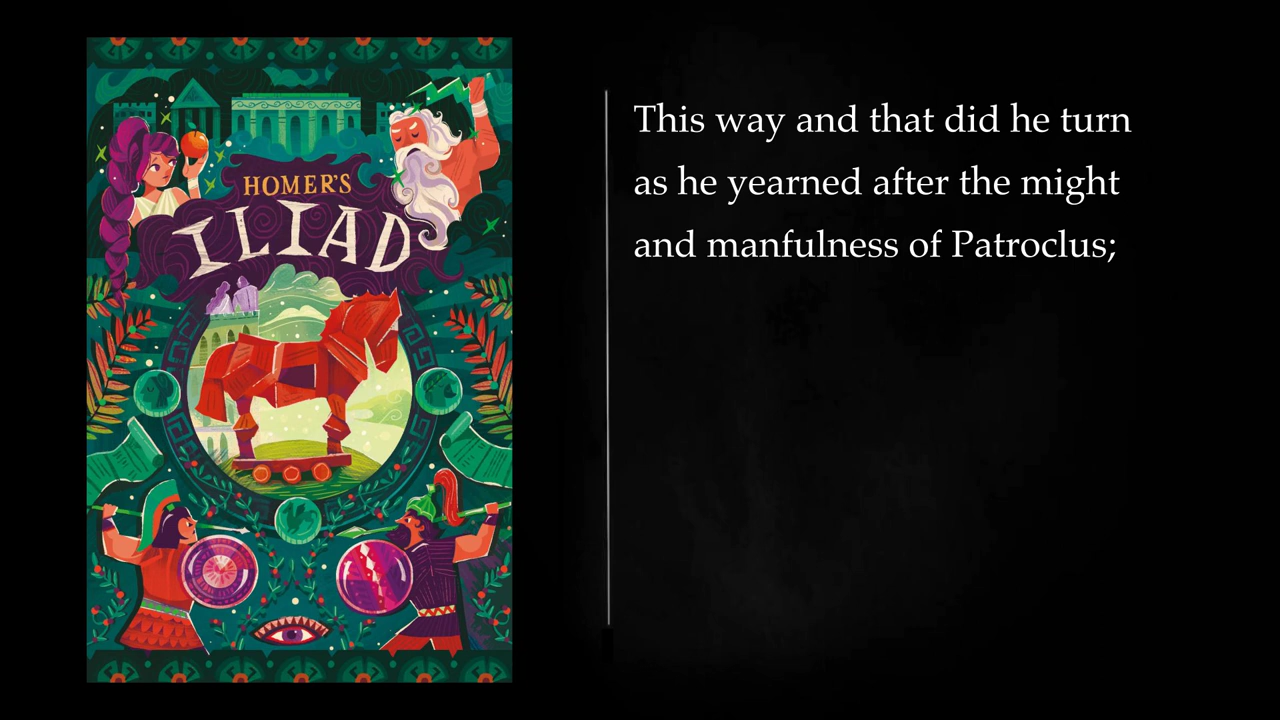 HOMER'S
ILIAD
This way and that did he turn
as he yearned after the might
and manfulness of Patroclus;